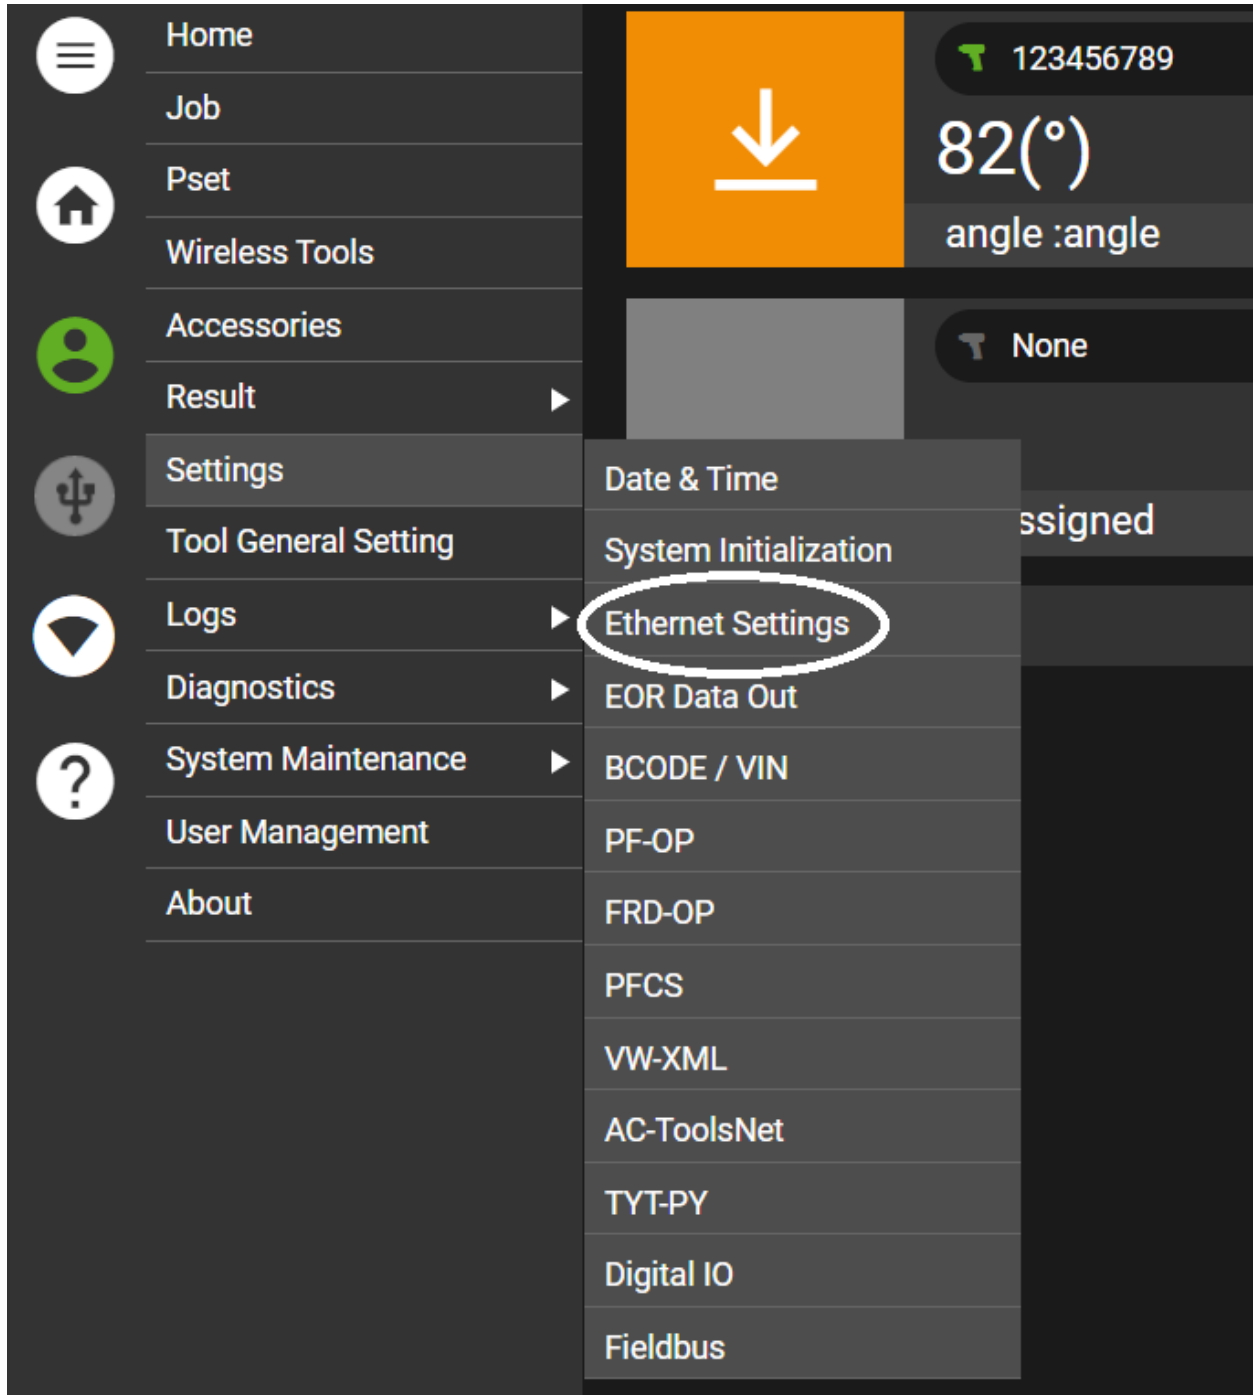 Home
Job
Pset
Wireless Tools
Accessories
Result
Settings
Tool General Setting
Logs
Diagnostics
System Maintenance
User Management
About
Date & Time
System Initialization
Ethernet Settings
EOR Data Out
BCODE / VIN
PF-OP
FRD-OP
PFCS
VW-XML
AC-ToolsNet
TYT-PY
Digital IO
Fieldbus
123456789
82(°)
angle :angle
None
ssigned
?